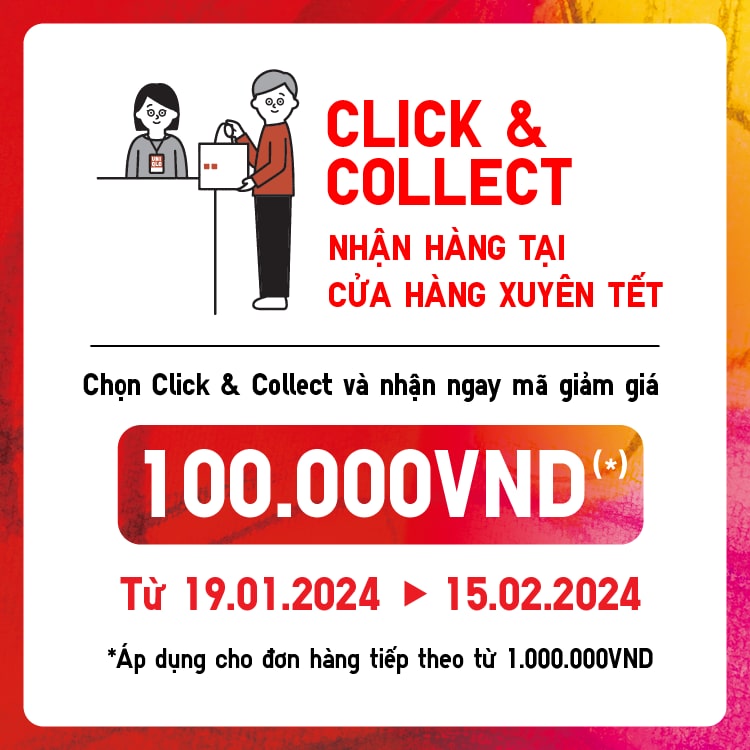 UNI
QLO
CLICK &
COLLECT
NHẬN HÀNG TẠI
CỬA HÀNG XUYÊN TẾT
Chọn Click & Collect và nhận ngay mã giảm giá
100.000VND(*)
Từ 19.01.2024 ▶ 15.02.2024
*Áp dụng cho đơn hàng tiếp theo từ 1.000.000VND